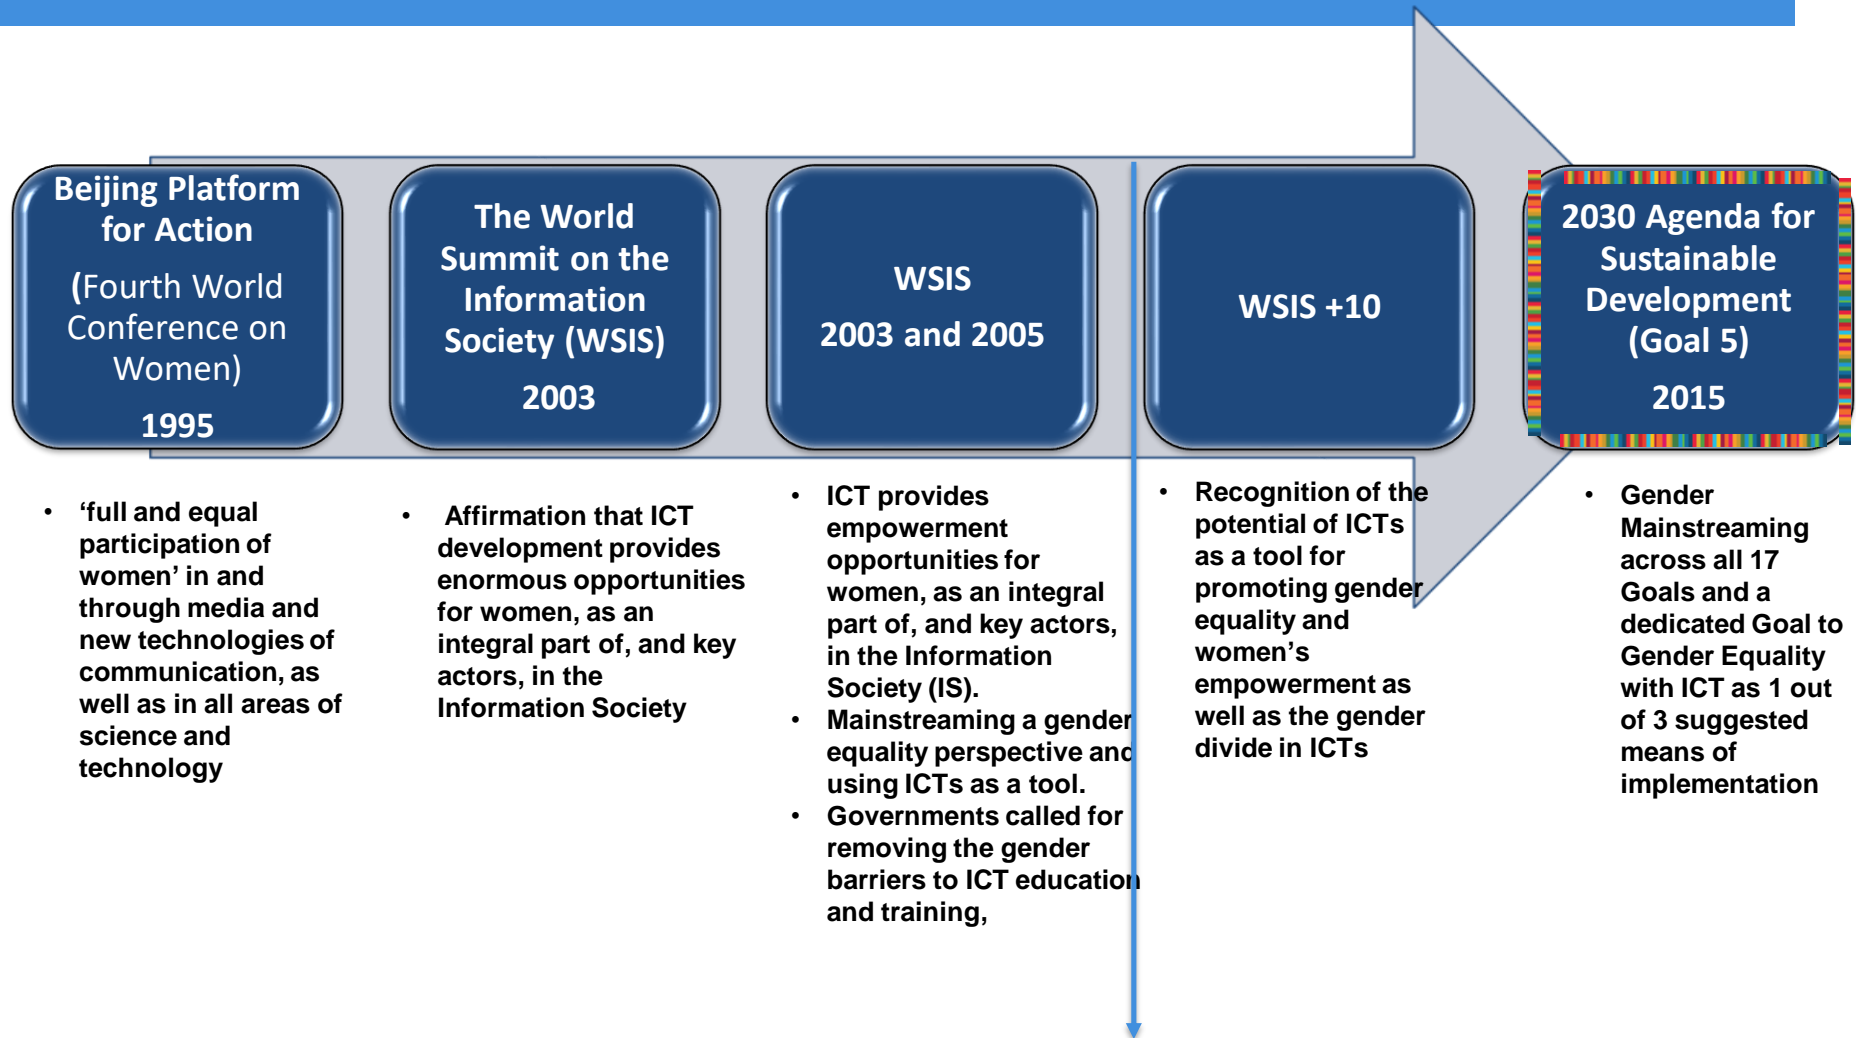 Beijing Platform
for Action
(Fourth World
Conference on
Women)
1995
The World
Summit on the
Information
Society (WSIS)
2003
WSIS
2003 and 2005
WSIS +10
2030 Agenda for
Sustainable
Development
(Goal 5)
2015
• ‘full and equal
participation of
women’ in and
through media and
new technologies of
communication, as
well as in all areas of
science and
technology
• Affirmation that ICT
development provides
enormous opportunities
for women, as an
integral part of, and key
actors, in the
Information Society
• ICT provides
empowerment
opportunities for
women, as an integral
part of, and key actors,
in the Information
Society (IS).
• Mainstreaming a gender
equality perspective and
using ICTs as a tool.
• Governments called for
removing the gender
barriers to ICT education
and training,
• Recognition of the
potential of ICTs
as a tool for
promoting gender
equality and
women’s
empowerment as
well as the gender
divide in ICTs
• Gender
Mainstreaming
across all 17
Goals and a
dedicated Goal to
Gender Equality
with ICT as 1 out
of 3 suggested
means of
implementation